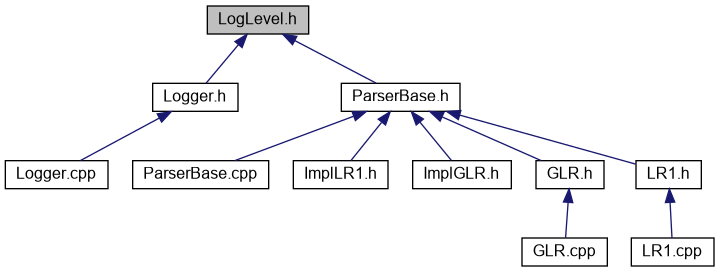 LogLevel.h
Logger.h
ParserBase.h
Logger.cpp
ParserBase.cpp
ImplLR1.h
ImplGLR.h
GLR.h
LR1.h
GLR.cpp
LR1.cpp